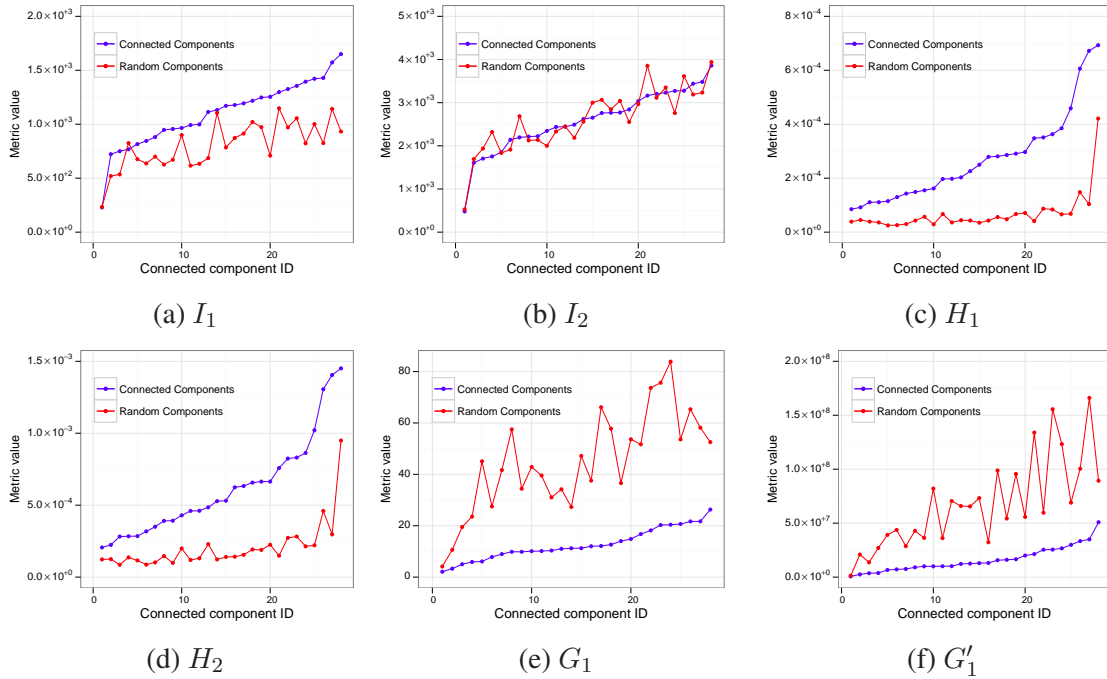 2.0×10⁺³
1.5×10⁺³
1.0×10⁺³
5.0×10⁺²
0.0×10⁺⁰
Metric value
Connected Components
Random Components
0 10 20
Connected component ID
(a) I₁
5×10⁺³
4×10⁺³
3×10⁺³
2×10⁺³
1×10⁺³
0×10⁺⁰
Metric value
Connected Components
Random Components
0 10 20
Connected component ID
(b) I₂
8×10⁻⁴
6×10⁻⁴
4×10⁻⁴
2×10⁻⁴
0×10⁺⁰
Metric value
Connected Components
Random Components
0 10 20
Connected component ID
(c) H₁
1.5×10⁻³
1.0×10⁻³
5.0×10⁻⁴
0.0×10⁺⁰
Metric value
Connected Components
Random Components
0 10 20
Connected component ID
(d) H₂
80
60
40
20
0
Metric value
Connected Components
Random Components
0 10 20
Connected component ID
(e) G₁
2.0×10⁺⁸
1.5×10⁺⁸
1.0×10⁺⁸
5.0×10⁺⁷
0.0×10⁺⁰
Metric value
Connected Components
Random Components
0 10 20
Connected component ID
(f) G′₁